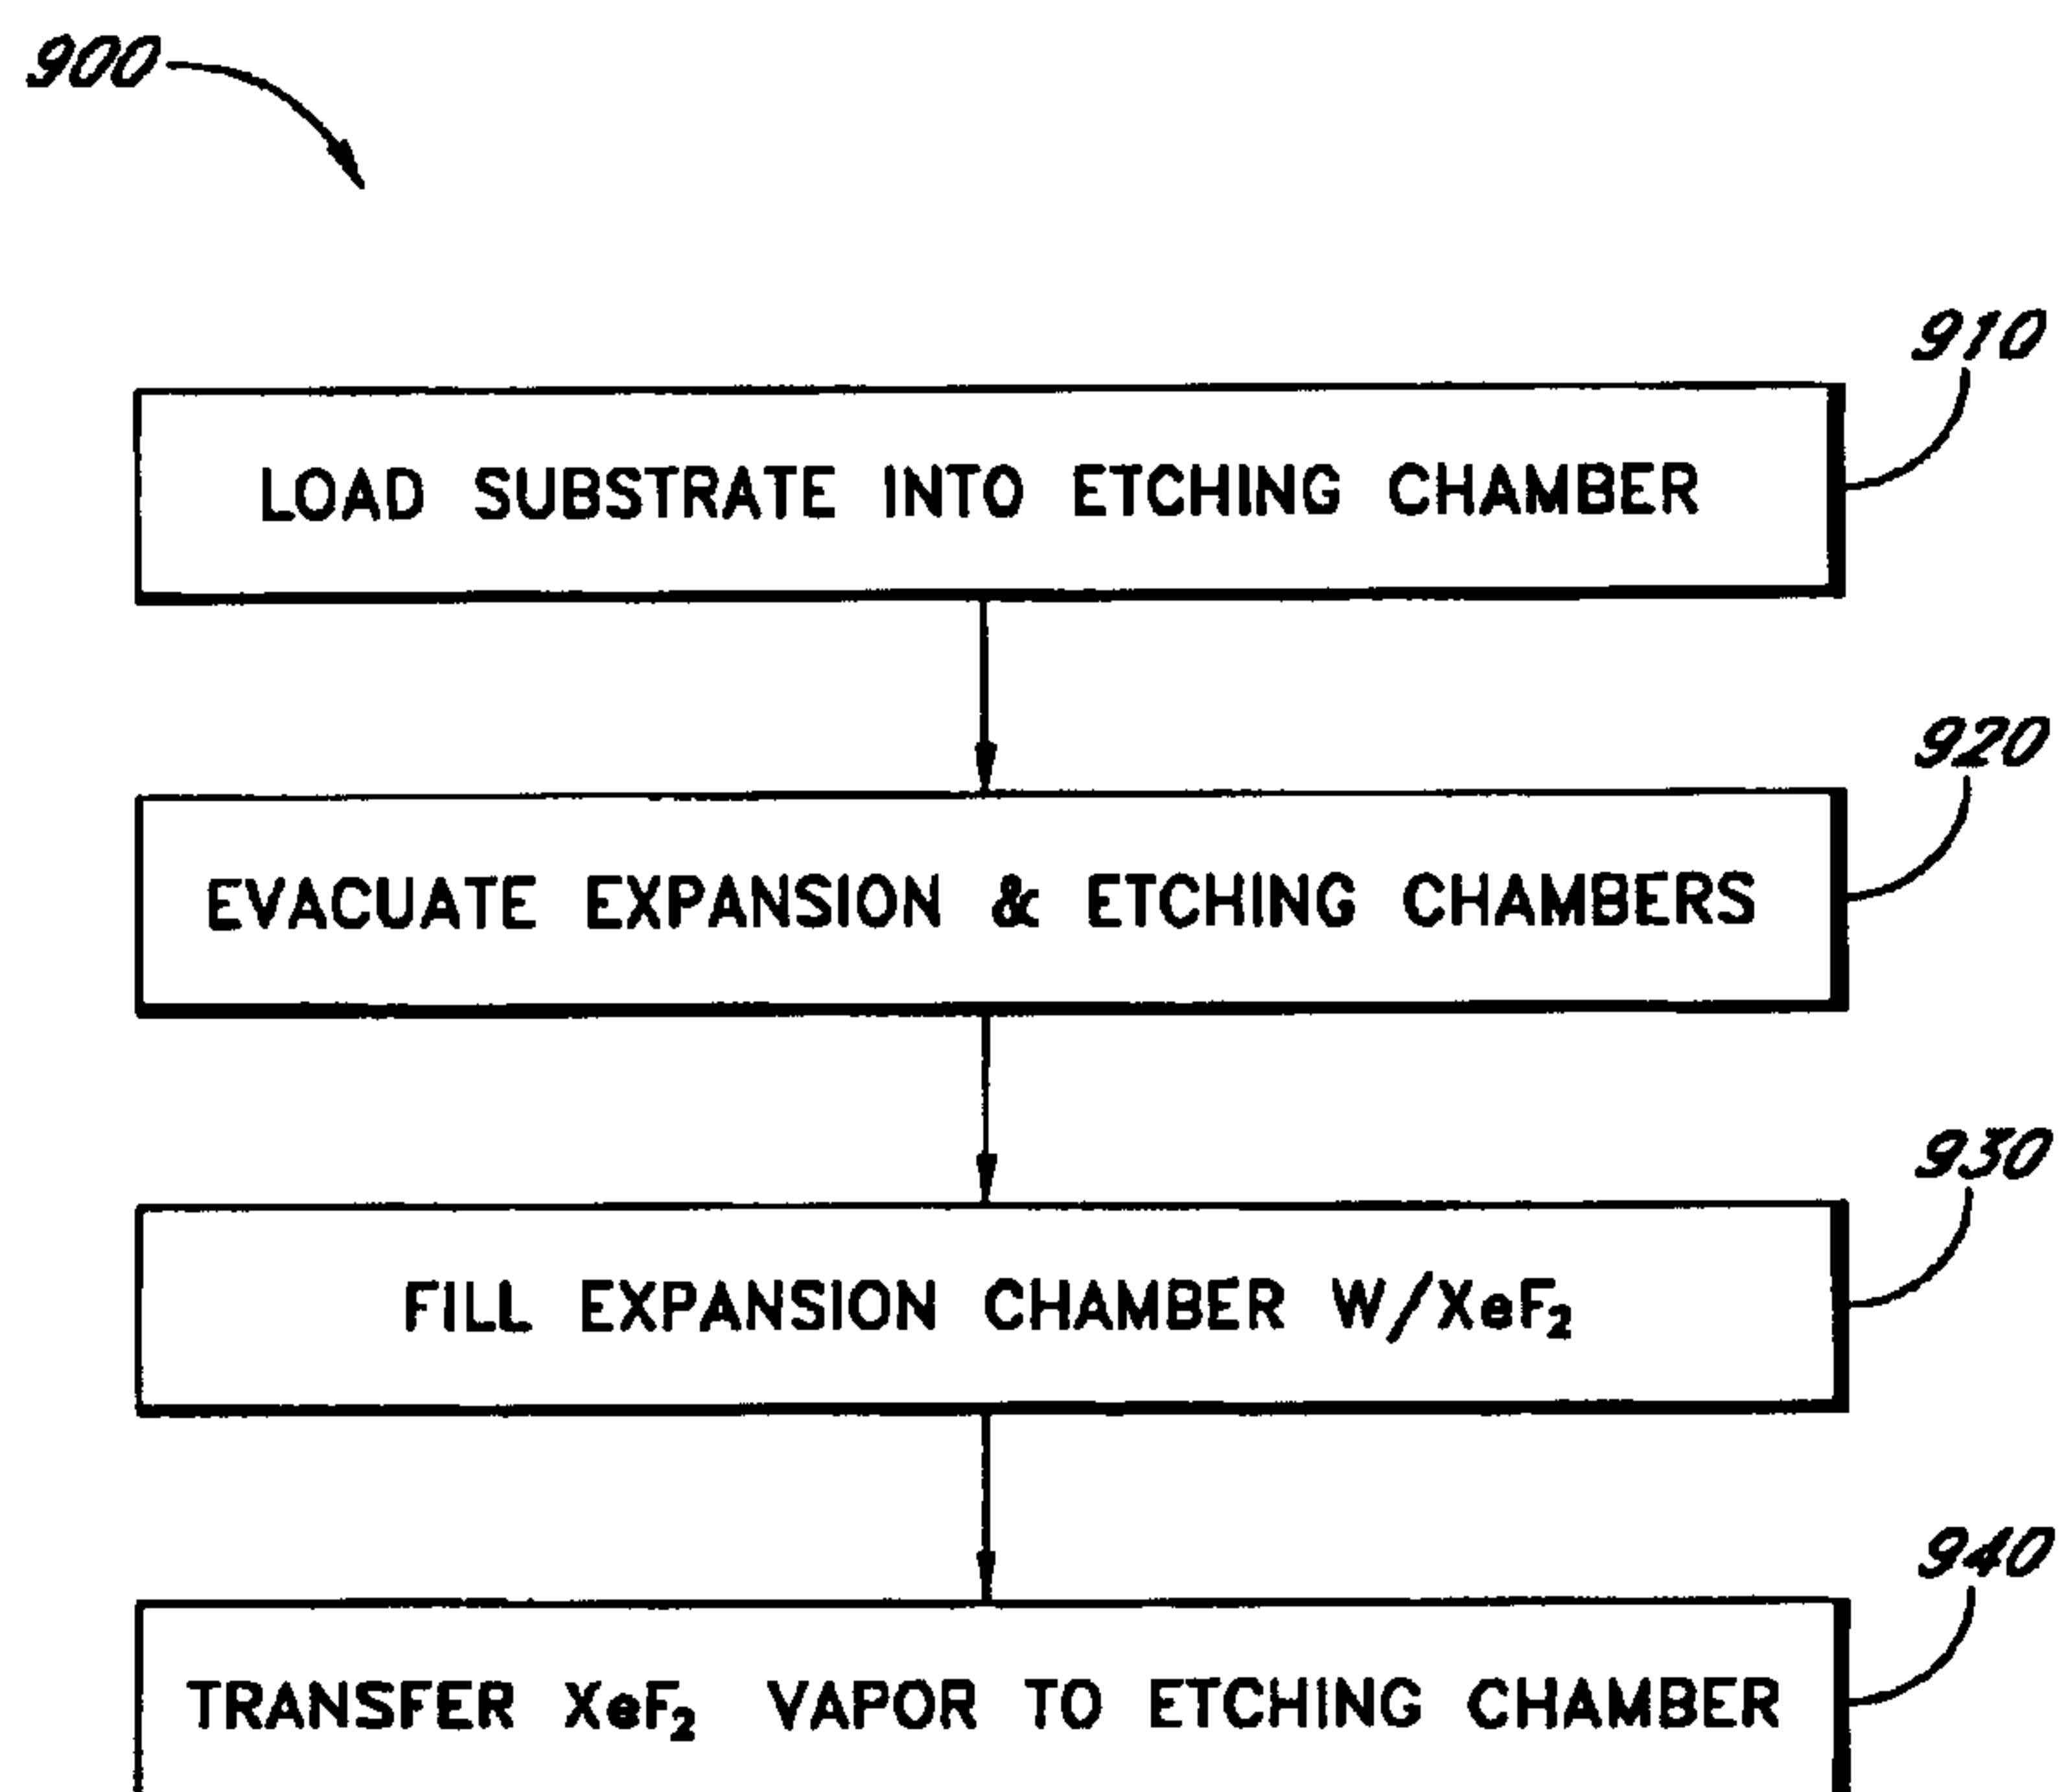 900
910
LOAD SUBSTRATE INTO ETCHING CHAMBER
920
EVACUATE EXPANSION & ETCHING CHAMBERS
930
FILL EXPANSION CHAMBER W/XeF₂
940
TRANSFER XeF₂ VAPOR TO ETCHING CHAMBER